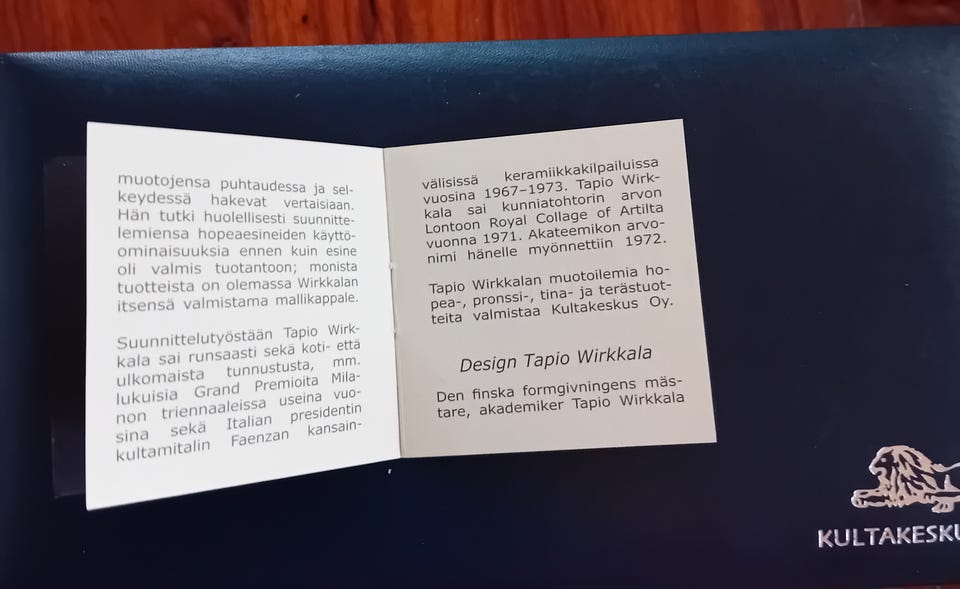 muotojensa puhtaudessa ja sel-
keydessä hakevat vertaisiaan.
Hän tutki huolellisesti suunnitte-
lemiensa hopeaesineiden käyttö-
ominaisuuksia ennen kuin esine
oli valmis tuotantoon; monista
tuotteista on olemassa Wirkkalan
itsensä valmistama mallikappale.
Suunnittelutyöstään Tapio Wirk-
kala sai runsaasti sekä koti- että
ulkomaista tunnustusta, mm.
lukuisia Grand Premioita Mila-
non triennaaleissa useina vuo-
sina sekä Italian presidentin
kultamitalin Faenzan kansain-
välisissä keramiikkakilpailuissa
vuosina 1967–1973. Tapio Wirk-
kala sai kunniatohtorin arvon
Lontoon Royal Collage of Artilta
vuonna 1971. Akateemikon arvo-
nimi hänelle myönnettiin 1972.
Tapio Wirkkalan muotoilemia ho-
pea-, pronssi-, tina- ja terästuot-
teita valmistaa Kultakeskus Oy.
Design Tapio Wirkkala
Den finska formgivningens mäs-
tare, akademiker Tapio Wirkkala
KULTAKESKU